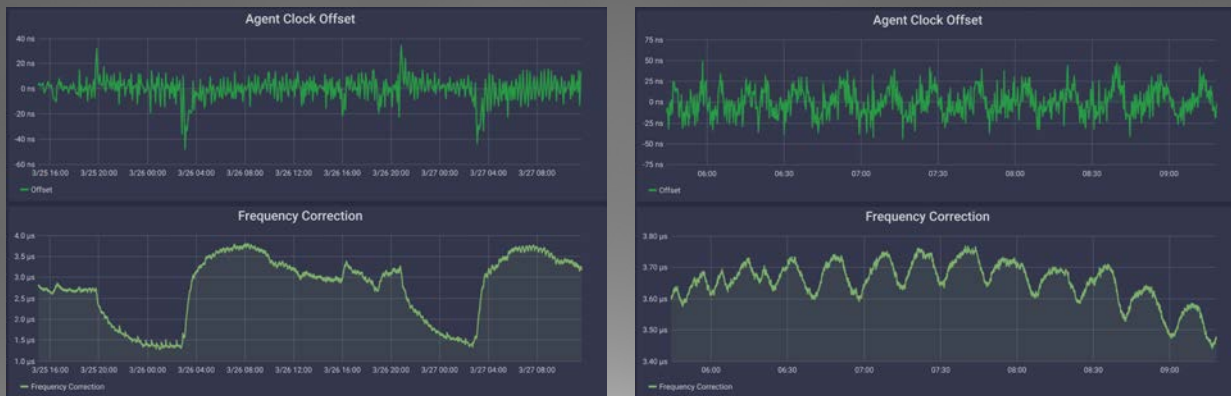 Agent Clock Offset
40 ns
20 ns
0 ns
-20 ns
-40 ns
-60 ns
3/25 16:00 3/25 20:00 3/26 00:00 3/26 04:00 3/26 08:00 3/26 12:00 3/26 16:00 3/26 20:00 3/27 00:00 3/27 04:00 3/27 08:00
Offset
Frequency Correction
4.0 µs
3.5 µs
3.0 µs
2.5 µs
2.0 µs
1.5 µs
1.0 µs
3/25 16:00 3/25 20:00 3/26 00:00 3/26 04:00 3/26 08:00 3/26 12:00 3/26 16:00 3/26 20:00 3/27 00:00 3/27 04:00 3/27 08:00
Frequency Correction
Agent Clock Offset
75 ns
50 ns
25 ns
0 ns
-25 ns
-50 ns
-75 ns
06:00 06:30 07:00 07:30 08:00 08:30 09:00
Offset
Frequency Correction
3.80 µs
3.70 µs
3.60 µs
3.50 µs
3.40 µs
06:00 06:30 07:00 07:30 08:00 08:30 09:00
Frequency Correction